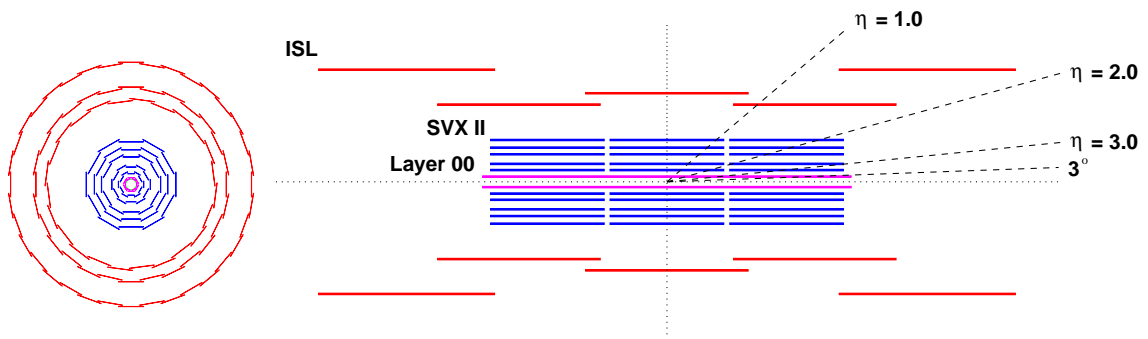 η = 1.0
ISL
η = 2.0
SVX II
η = 3.0
Layer 00
3°